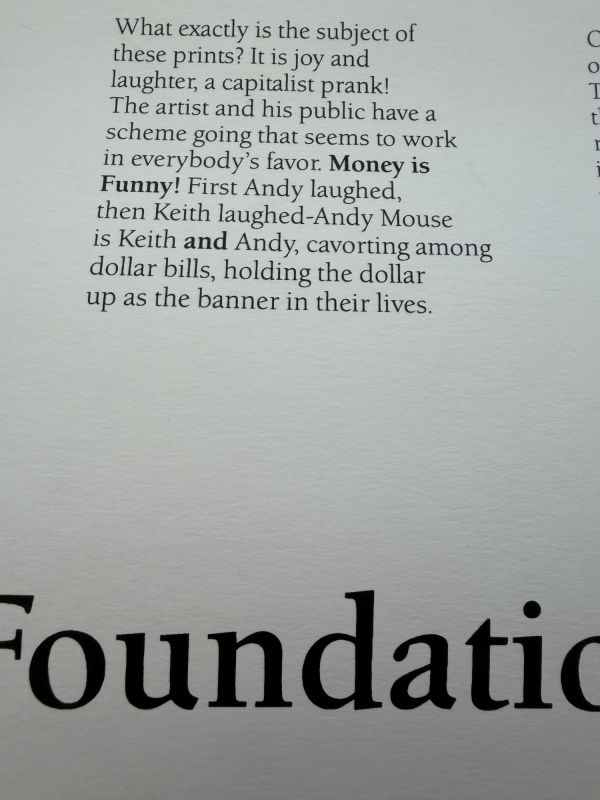 What exactly is the subject of
these prints? It is joy and
laughter, a capitalist prank!
The artist and his public have a
scheme going that seems to work
in everybody's favor. Money is
Funny! First Andy laughed,
then Keith laughed-Andy Mouse
is Keith and Andy, cavorting among
dollar bills, holding the dollar
up as the banner in their lives.
Foundatio